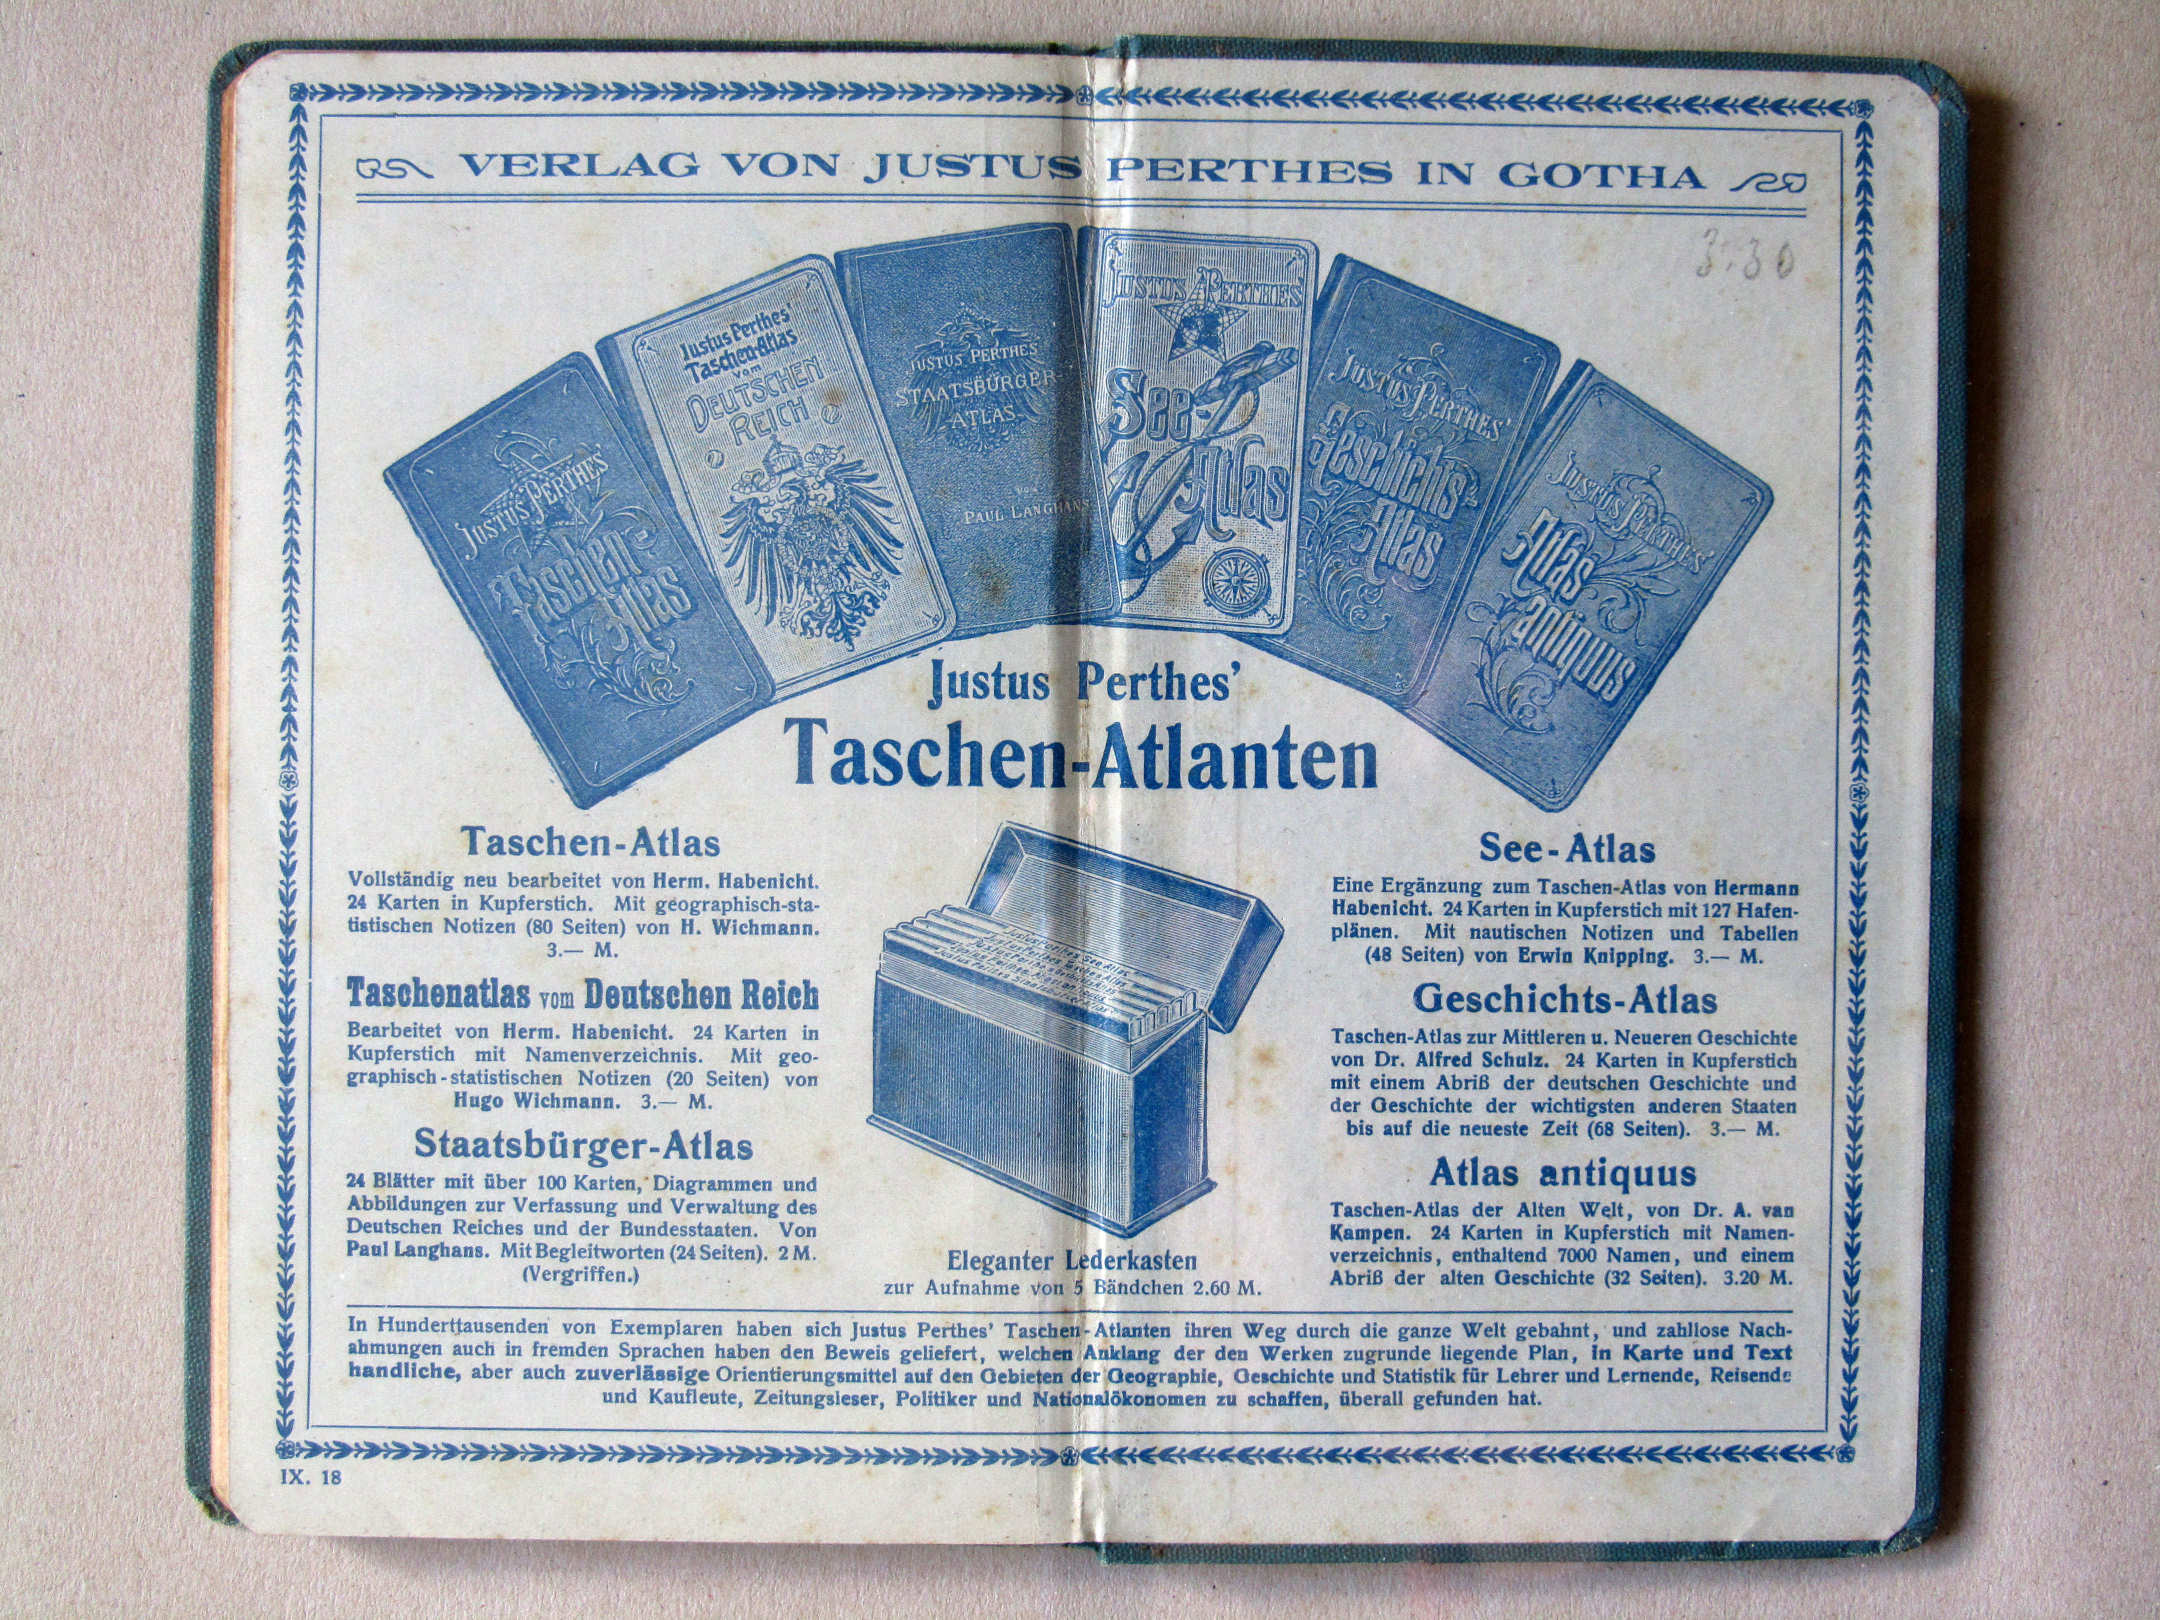 VERLAG VON JUSTUS PERTHES IN GOTHA
3.30
JUSTUS PERTHES'
Taschen-
Atlas
Justus Perthes'
Taschen-Atlas
vom
DEUTSCHEN
REICH
JUSTUS PERTHES'
STAATSBÜRGER-
ATLAS
VON
PAUL LANGHANS
JUSTUS PERTHES'
See-
Atlas
JUSTUS PERTHES'
Geschichts-
Atlas
JUSTUS PERTHES'
Atlas
antiquus
Justus Perthes'
Taschen-Atlanten
Taschen-Atlas
Vollständig neu bearbeitet von Herm. Habenicht.
24 Karten in Kupferstich. Mit geographisch-sta-
tistischen Notizen (80 Seiten) von H. Wichmann.
3.— M.
Taschenatlas vom Deutschen Reich
Bearbeitet von Herm. Habenicht. 24 Karten in
Kupferstich mit Namenverzeichnis. Mit geo-
graphisch-statistischen Notizen (20 Seiten) von
Hugo Wichmann. 3.— M.
Staatsbürger-Atlas
24 Blätter mit über 100 Karten, Diagrammen und
Abbildungen zur Verfassung und Verwaltung des
Deutschen Reiches und der Bundesstaaten. Von
Paul Langhans. Mit Begleitworten (24 Seiten). 2 M.
(Vergriffen.)
Eleganter Lederkasten
zur Aufnahme von 5 Bändchen 2.60 M.
See-Atlas
Eine Ergänzung zum Taschen-Atlas von Hermann
Habenicht. 24 Karten in Kupferstich mit 127 Hafen-
plänen. Mit nautischen Notizen und Tabellen
(48 Seiten) von Erwin Knipping. 3.— M.
Geschichts-Atlas
Taschen-Atlas zur Mittleren u. Neueren Geschichte
von Dr. Alfred Schulz. 24 Karten in Kupferstich
mit einem Abriß der deutschen Geschichte und
der Geschichte der wichtigsten anderen Staaten
bis auf die neueste Zeit (68 Seiten). 3.— M.
Atlas antiquus
Taschen-Atlas der Alten Welt, von Dr. A. van
Kampen. 24 Karten in Kupferstich mit Namen-
verzeichnis, enthaltend 7000 Namen, und einem
Abriß der alten Geschichte (32 Seiten). 3.20 M.
In Hunderttausenden von Exemplaren haben sich Justus Perthes' Taschen-Atlanten ihren Weg durch die ganze Welt gebahnt, und zahllose Nach-
ahmungen auch in fremden Sprachen haben den Beweis geliefert, welchen Anklang der den Werken zugrunde liegende Plan, in Karte und Text
handliche, aber auch zuverlässige Orientierungsmittel auf den Gebieten der Geographie, Geschichte und Statistik für Lehrer und Lernende, Reisende
und Kaufleute, Zeitungsleser, Politiker und Nationalökonomen zu schaffen, überall gefunden hat.
IX. 18